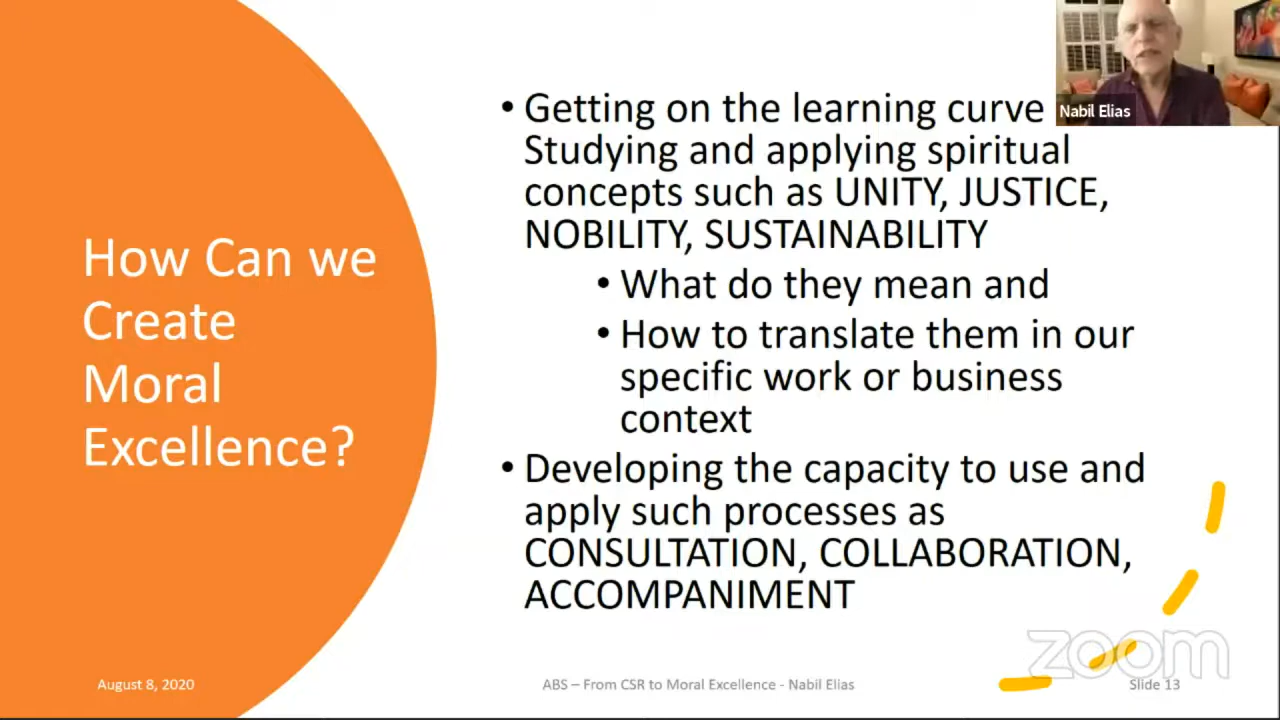 How Can we
Create
Moral
Excellence?
• Getting on the learning curve
Studying and applying spiritual
concepts such as UNITY, JUSTICE,
NOBILITY, SUSTAINABILITY
• What do they mean and
• How to translate them in our
specific work or business
context
• Developing the capacity to use and
apply such processes as
CONSULTATION, COLLABORATION,
ACCOMPANIMENT
Nabil Elias
zoom
August 8, 2020
ABS – From CSR to Moral Excellence - Nabil Elias
Slide 13